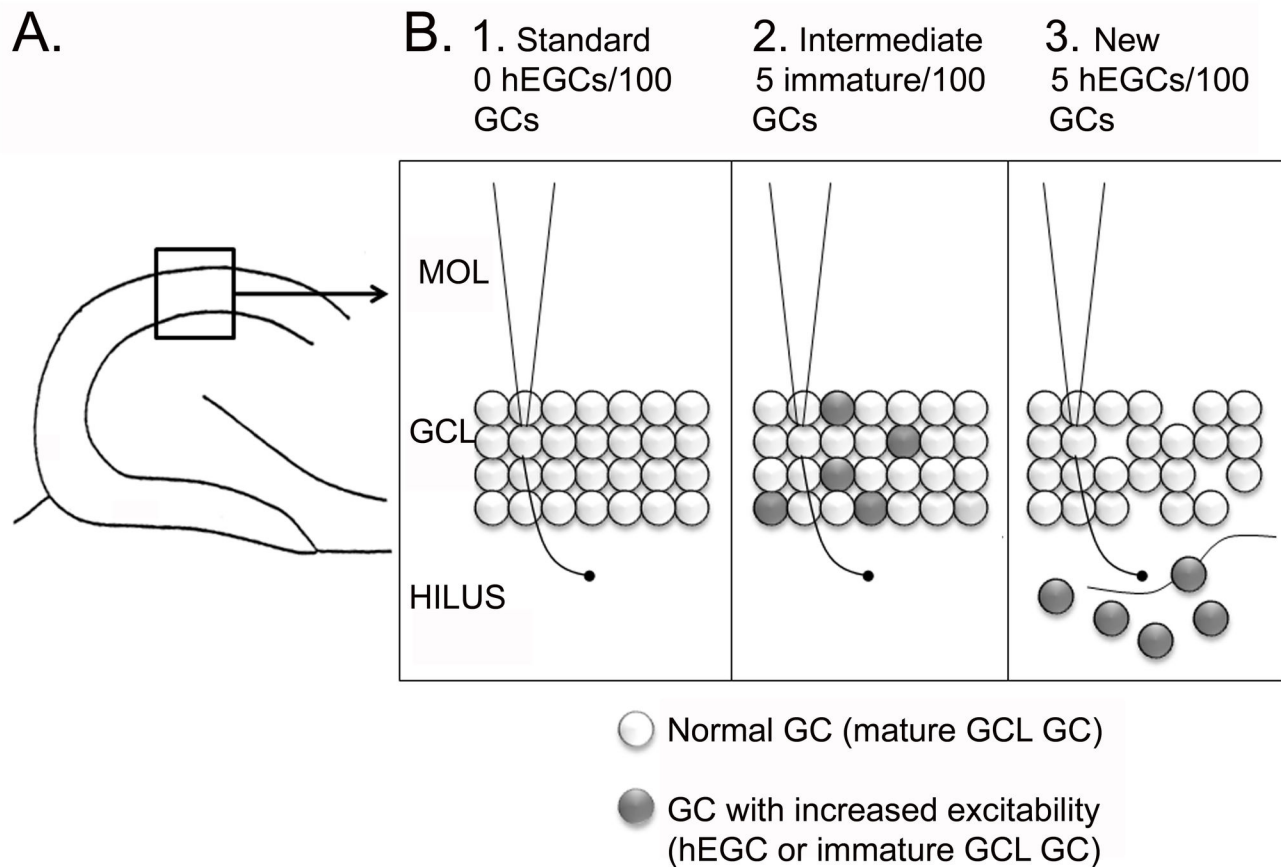 A.
B. 1. Standard
0 hEGCs/100
GCs
2. Intermediate
5 immature/100
GCs
3. New
5 hEGCs/100
GCs
MOL
GCL
HILUS
Normal GC (mature GCL GC)
GC with increased excitability
(hEGC or immature GCL GC)